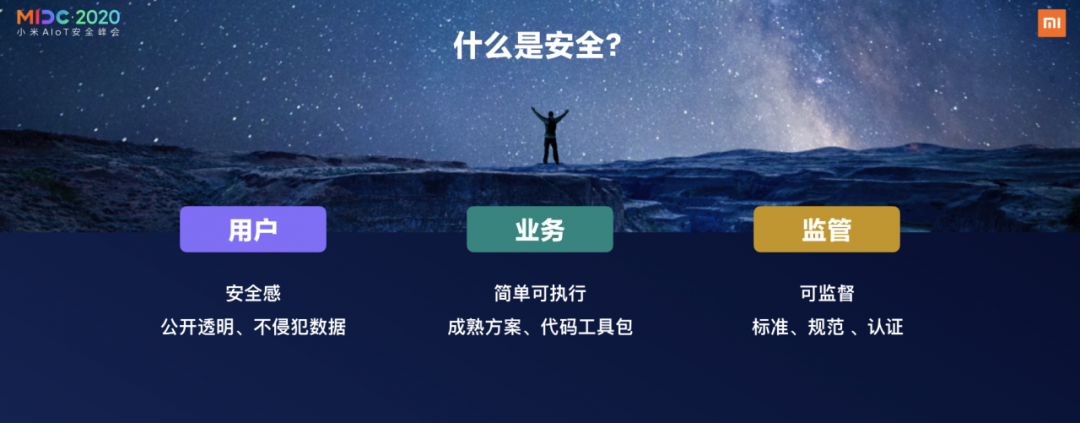 MIDC·2020
小米AIoT安全峰会
mi
什么是安全?
用户
业务
监管
安全感
简单可执行
可监督
公开透明、不侵犯数据
成熟方案、代码工具包
标准、规范 、认证